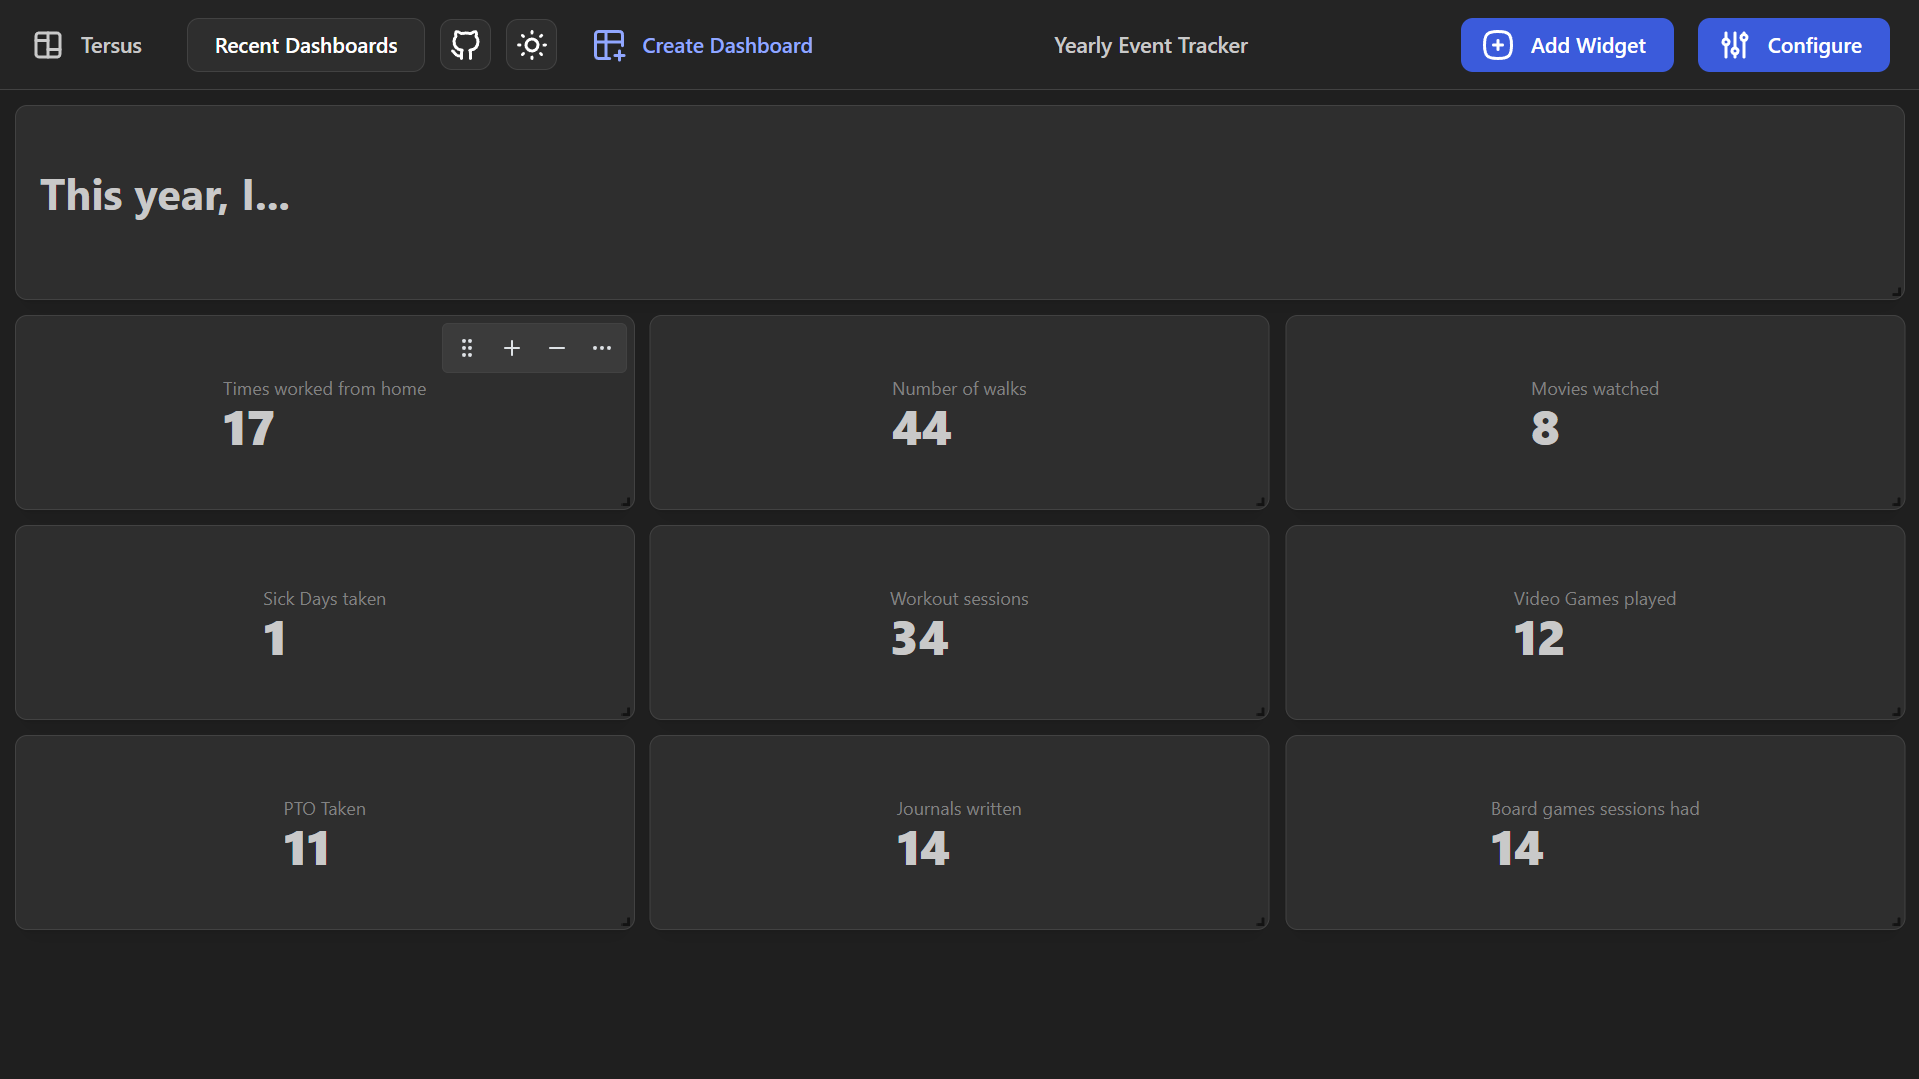 Tersus
Recent Dashboards
Create Dashboard
Yearly Event Tracker
Add Widget
Configure
This year, I...
Times worked from home
17
Number of walks
44
Movies watched
8
Sick Days taken
1
Workout sessions
34
Video Games played
12
PTO Taken
11
Journals written
14
Board games sessions had
14